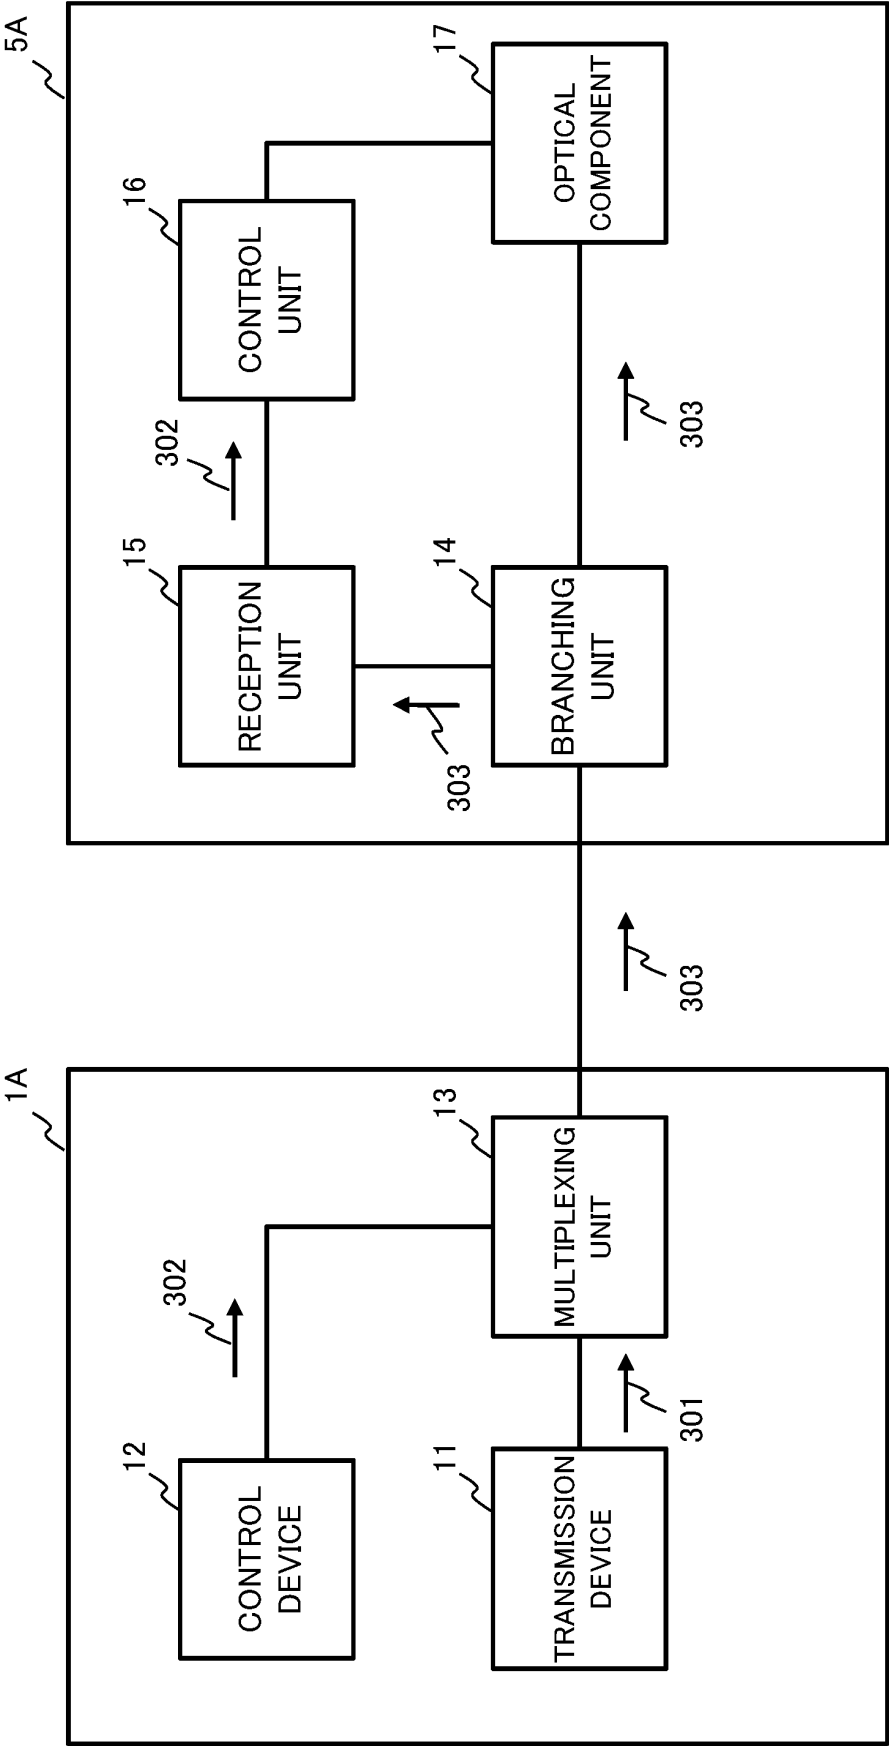 1A
12
CONTROL
DEVICE
302
11
TRANSMISSION
DEVICE
301
13
MULTIPLEXING
UNIT
303
5A
15
RECEPTION
UNIT
302
16
CONTROL
UNIT
303
14
BRANCHING
UNIT
303
17
OPTICAL
COMPONENT